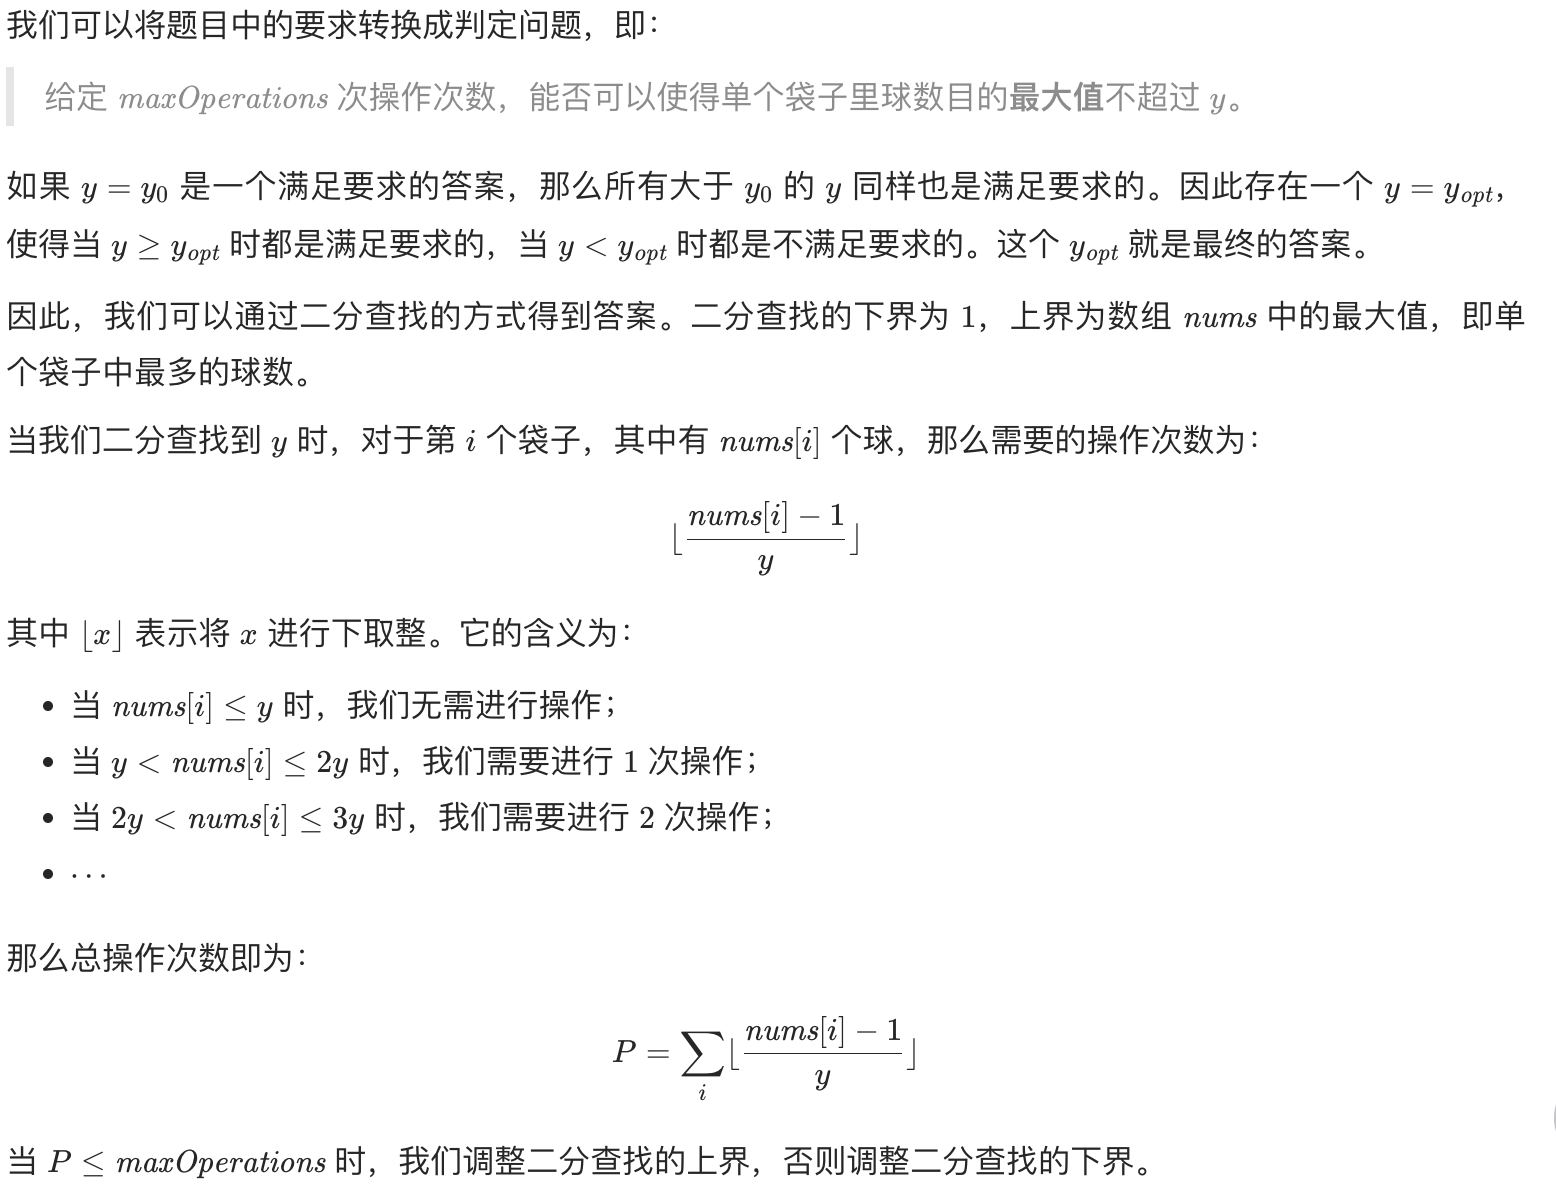 我们可以将题目中的要求转换成判定问题，即：
给定 maxOperations 次操作次数，能否可以使得单个袋子里球数目的最大值不超过 y。
如果 y = y₀ 是一个满足要求的答案，那么所有大于 y₀ 的 y 同样也是满足要求的。因此存在一个 y = y_{opt}，
使得当 y ≥ y_{opt} 时都是满足要求的，当 y < y_{opt} 时都是不满足要求的。这个 y_{opt} 就是最终的答案。
因此，我们可以通过二分查找的方式得到答案。二分查找的下界为 1，上界为数组 nums 中的最大值，即单
个袋子中最多的球数。
当我们二分查找到 y 时，对于第 i 个袋子，其中有 nums[i] 个球，那么需要的操作次数为：
⌊\frac{nums[i] − 1}{y}⌋
其中 ⌊x⌋ 表示将 x 进行下取整。它的含义为：
• 当 nums[i] ≤ y 时，我们无需进行操作；
• 当 y < nums[i] ≤ 2y 时，我们需要进行 1 次操作；
• 当 2y < nums[i] ≤ 3y 时，我们需要进行 2 次操作；
• ···
那么总操作次数即为：
P = \sum_{i} ⌊\frac{nums[i] − 1}{y}⌋
当 P ≤ maxOperations 时，我们调整二分查找的上界，否则调整二分查找的下界。